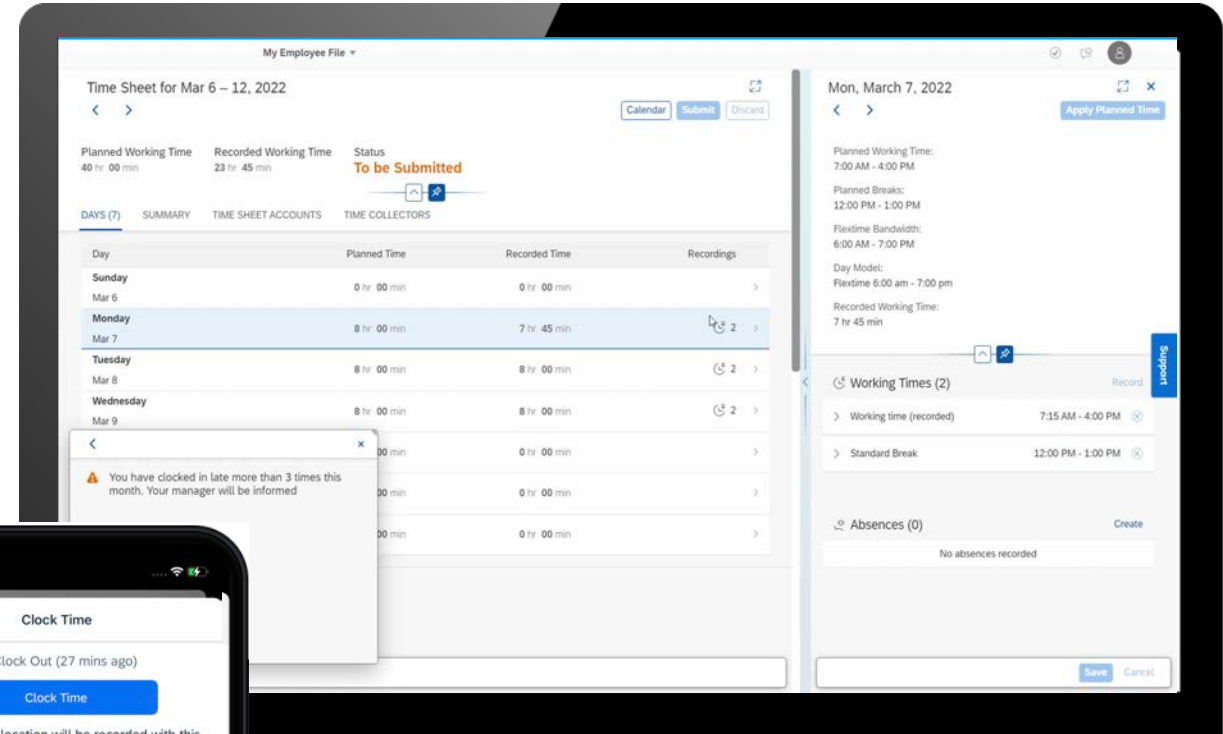 My Employee File
Time Sheet for Mar 6 – 12, 2022
Calendar Submit Discard
Planned Working Time Recorded Working Time Status
40 hr 00 min 23 hr 45 min To be Submitted
DAYS (7) SUMMARY TIME SHEET ACCOUNTS TIME COLLECTORS
Day Planned Time Recorded Time Recordings
Sunday
Mar 6
0 hr 00 min 0 hr 00 min
Monday
Mar 7
8 hr 00 min 7 hr 45 min 2
Tuesday
Mar 8
8 hr 00 min 8 hr 00 min 2
Wednesday
Mar 9
8 hr 00 min 8 hr 00 min 2
00 min 0 hr 00 min
00 min 0 hr 00 min
00 min 0 hr 00 min
You have clocked in late more than 3 times this
month. Your manager will be informed
Mon, March 7, 2022
Apply Planned Time
Planned Working Time:
7:00 AM - 4:00 PM
Planned Breaks:
12:00 PM - 1:00 PM
Flextime Bandwidth:
6:00 AM - 7:00 PM
Day Model:
Flextime 6:00 am - 7:00 pm
Recorded Working Time:
7 hr 45 min
Support
Working Times (2) Record
Working time (recorded) 7:15 AM - 4:00 PM
Standard Break 12:00 PM - 1:00 PM
Absences (0) Create
No absences recorded
Save Cancel
Clock Time
Clock Out (27 mins ago)
Clock Time
location will be recorded with this